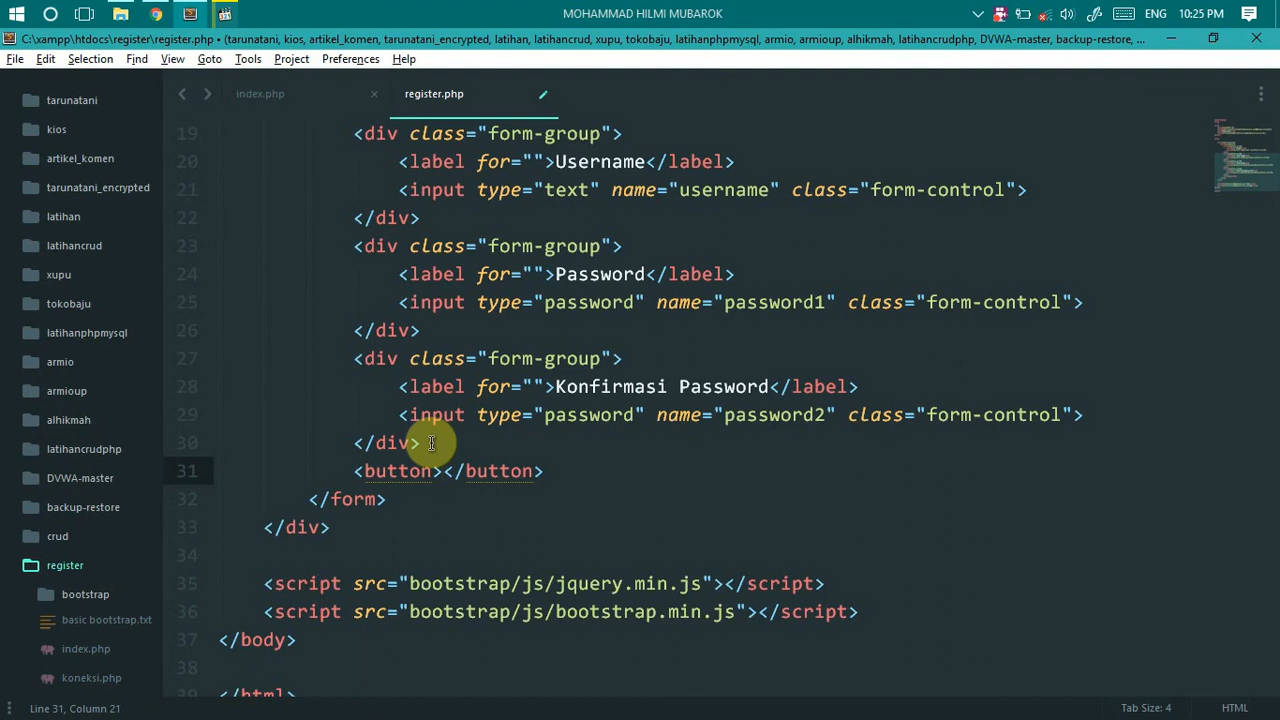 MOHAMMAD HILMI MUBAROK
ENG 10:25 PM
C:\xampp\htdocs\register\register.php • (tarunatani, kios, artikel_komen, tarunatani_encrypted, latihan, latihancrud, xupu, tokobaju, latihanphpmysql, armio, armioup, alhikmah, latihancrudphp, DVWA-master, backup-restore, ...
File Edit Selection Find View Goto Tools Project Preferences Help
tarunatani
kios
artikel_komen
tarunatani_encrypted
latihan
latihancrud
xupu
tokobaju
latihanphpmysql
armio
armioup
alhikmah
latihancrudphp
DVWA-master
backup-restore
crud
register
bootstrap
basic bootstrap.txt
index.php
koneksi.php
index.php register.php
19 <div class="form-group">
20 <label for="">Username</label>
21 <input type="text" name="username" class="form-control">
22 </div>
23 <div class="form-group">
24 <label for="">Password</label>
25 <input type="password" name="password1" class="form-control">
26 </div>
27 <div class="form-group">
28 <label for="">Konfirmasi Password</label>
29 <input type="password" name="password2" class="form-control">
30 </div>
31 <button></button>
32 </form>
33 </div>
34
35 <script src="bootstrap/js/jquery.min.js"></script>
36 <script src="bootstrap/js/bootstrap.min.js"></script>
37 </body>
38
39 </html>
Line 31, Column 21 Tab Size: 4 HTML